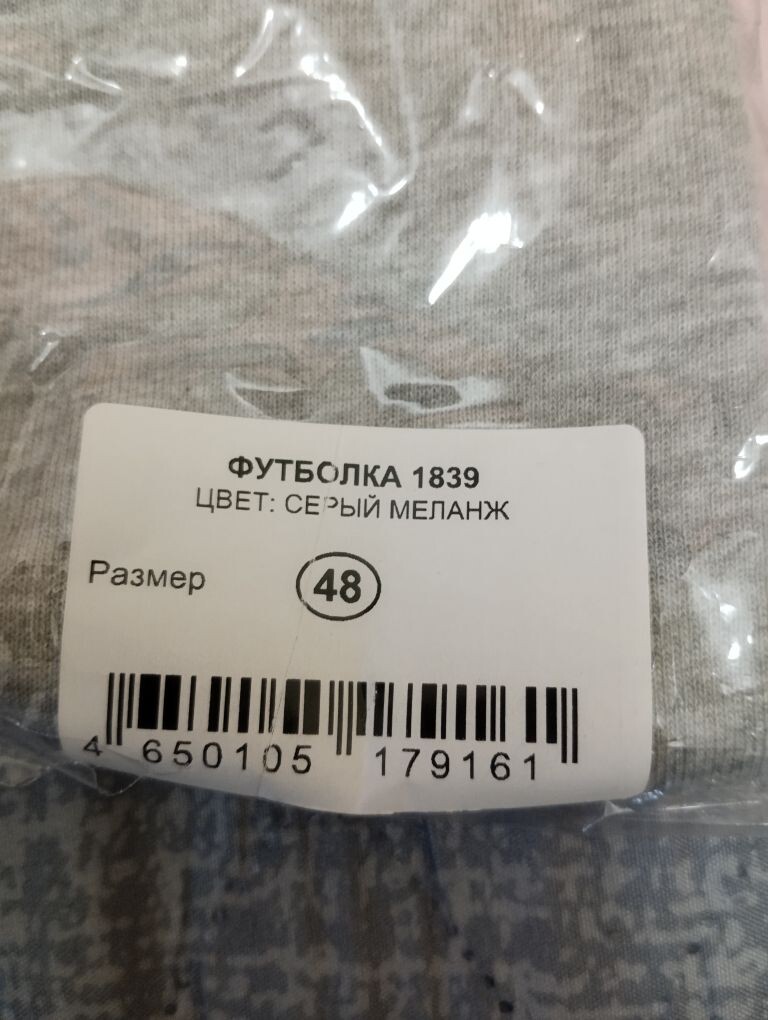 ФУТБОЛКА 1839
ЦВЕТ: СЕРЫЙ МЕЛАНЖ
Размер 48
4 650105 179161